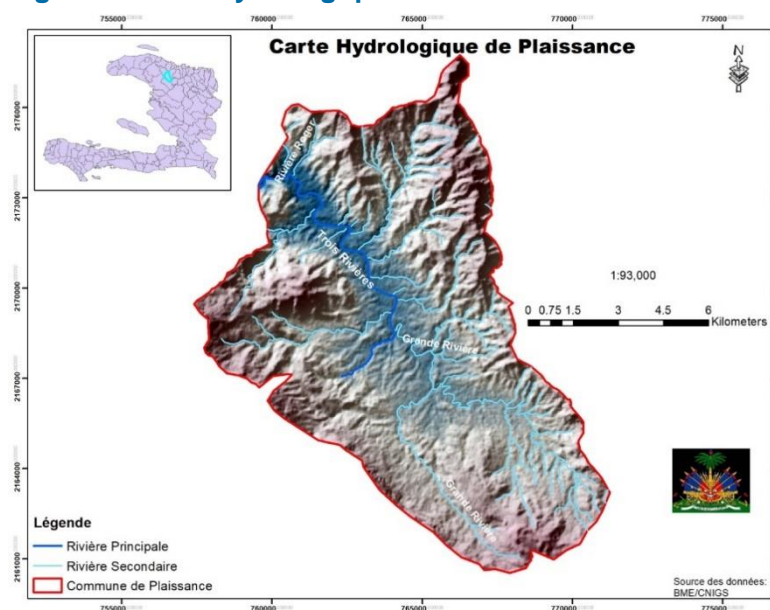 755000 760000 765000 770000 775000
Carte Hydrologique de Plaissance
N
2176000
2173000
2170000
2167000
2164000
2161000
Rivière Roger
Trois Rivières
Grande Rivière
Grande Rivière
1:93,000
0 0.75 1.5 3 4.5 6
Kilometers
Légende
Rivière Principale
Rivière Secondaire
Commune de Plaissance
Source des données:
BME/CNIGS
755000 760000 765000 770000 775000